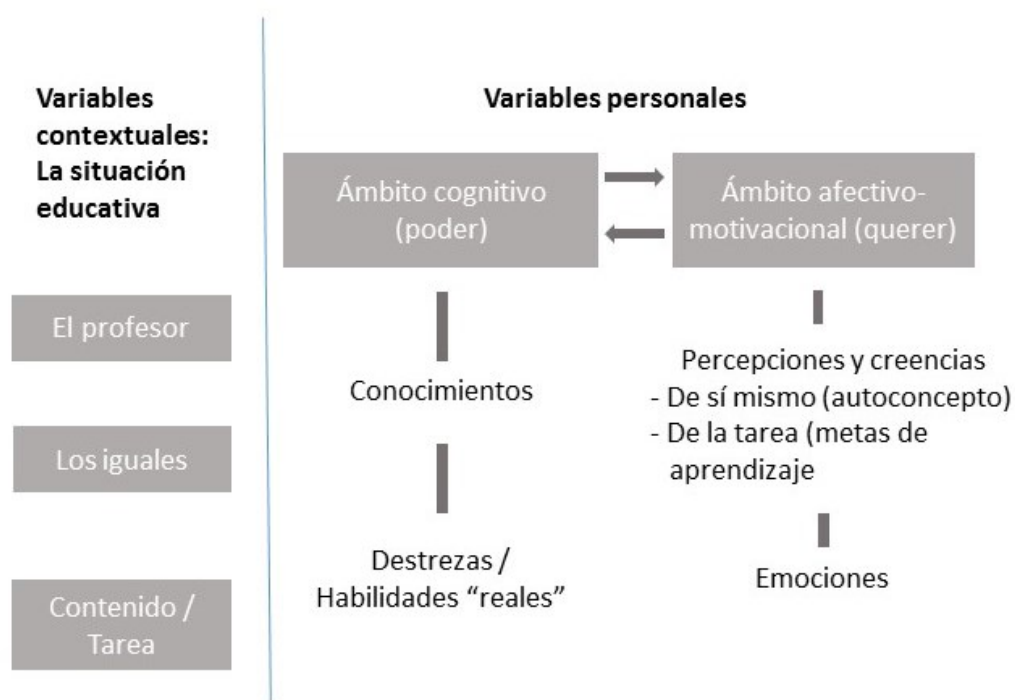 Variables
contextuales:
La situación
educativa
El profesor
Los iguales
Contenido /
Tarea
Variables personales
Ámbito cognitivo
(poder)
Ámbito afectivo-
motivacional (querer)
Conocimientos
Destrezas /
Habilidades “reales”
Percepciones y creencias
- De sí mismo (autoconcepto)
- De la tarea (metas de
aprendizaje
Emociones